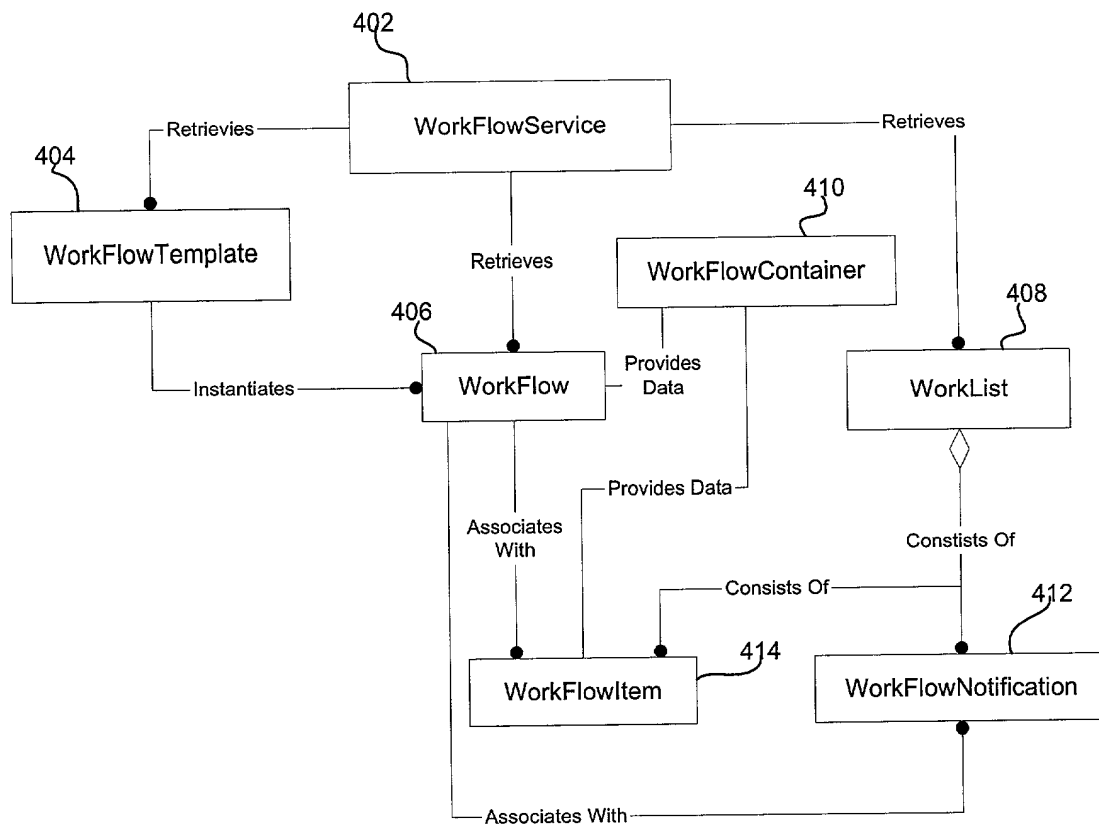 402
WorkFlowService
Retrievies
Retrieves
404
WorkFlowTemplate
410
WorkFlowContainer
Retrieves
406
WorkFlow
408
WorkList
Provides
Data
Instantiates
Provides Data
Associates
With
Constists Of
Consists Of
412
414
WorkFlowItem
WorkFlowNotification
Associates With